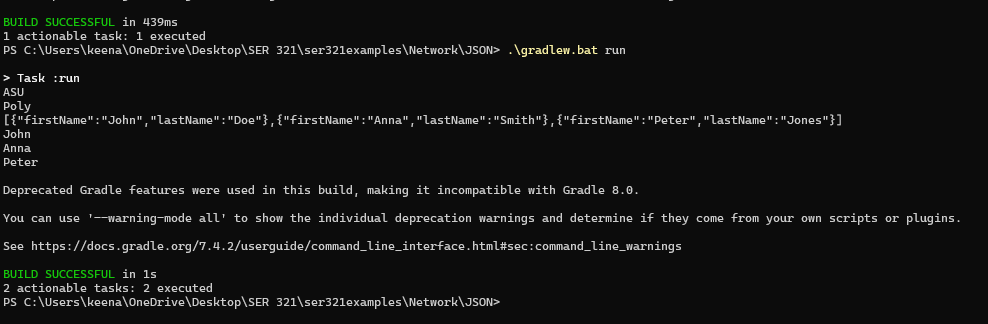 BUILD SUCCESSFUL in 439ms
1 actionable task: 1 executed
PS C:\Users\keena\OneDrive\Desktop\SER 321\ser321examples\Network\JSON> .\gradlew.bat run
> Task :run
ASU
Poly
[{"firstName":"John","lastName":"Doe"},{"firstName":"Anna","lastName":"Smith"},{"firstName":"Peter","lastName":"Jones"}]
John
Anna
Peter
Deprecated Gradle features were used in this build, making it incompatible with Gradle 8.0.
You can use '--warning-mode all' to show the individual deprecation warnings and determine if they come from your own scripts or plugins.
See https://docs.gradle.org/7.4.2/userguide/command_line_interface.html#sec:command_line_warnings
BUILD SUCCESSFUL in 1s
2 actionable tasks: 2 executed
PS C:\Users\keena\OneDrive\Desktop\SER 321\ser321examples\Network\JSON>